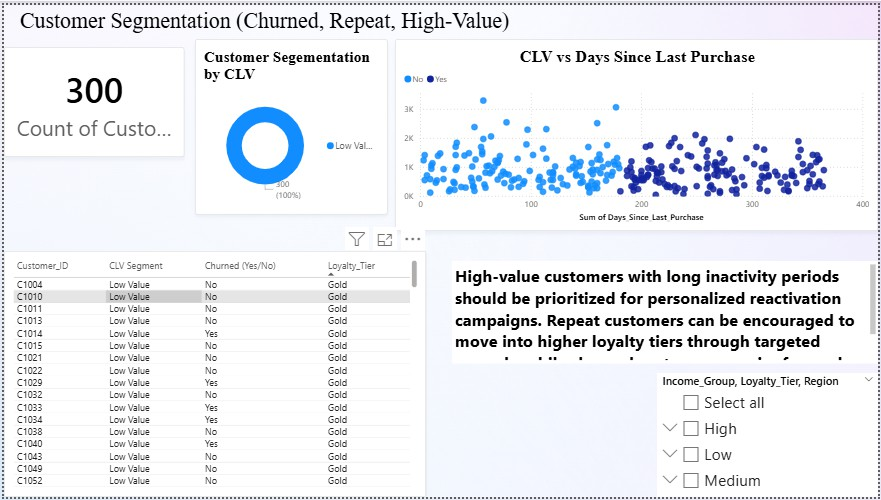 Customer Segmentation (Churned, Repeat, High-Value)
300
Count of Custo...
Customer Segementation
by CLV
Low Val...
300
(100%)
CLV vs Days Since Last Purchase
No Yes
3K
2K
1K
0K
0 100 200 300 400
Sum of Days_Since_Last_Purchase
Customer_ID CLV Segment Churned (Yes/No) Loyalty_Tier
C1004 Low Value No Gold
C1010 Low Value No Gold
C1011 Low Value No Gold
C1013 Low Value No Gold
C1014 Low Value Yes Gold
C1015 Low Value No Gold
C1021 Low Value No Gold
C1022 Low Value No Gold
C1029 Low Value Yes Gold
C1032 Low Value No Gold
C1033 Low Value Yes Gold
C1034 Low Value Yes Gold
C1038 Low Value No Gold
C1040 Low Value Yes Gold
C1043 Low Value No Gold
C1049 Low Value No Gold
C1052 Low Value No Gold
High-value customers with long inactivity periods
should be prioritized for personalized reactivation
campaigns. Repeat customers can be encouraged to
move into higher loyalty tiers through targeted
Income_Group, Loyalty_Tier, Region
Select all
High
Low
Medium